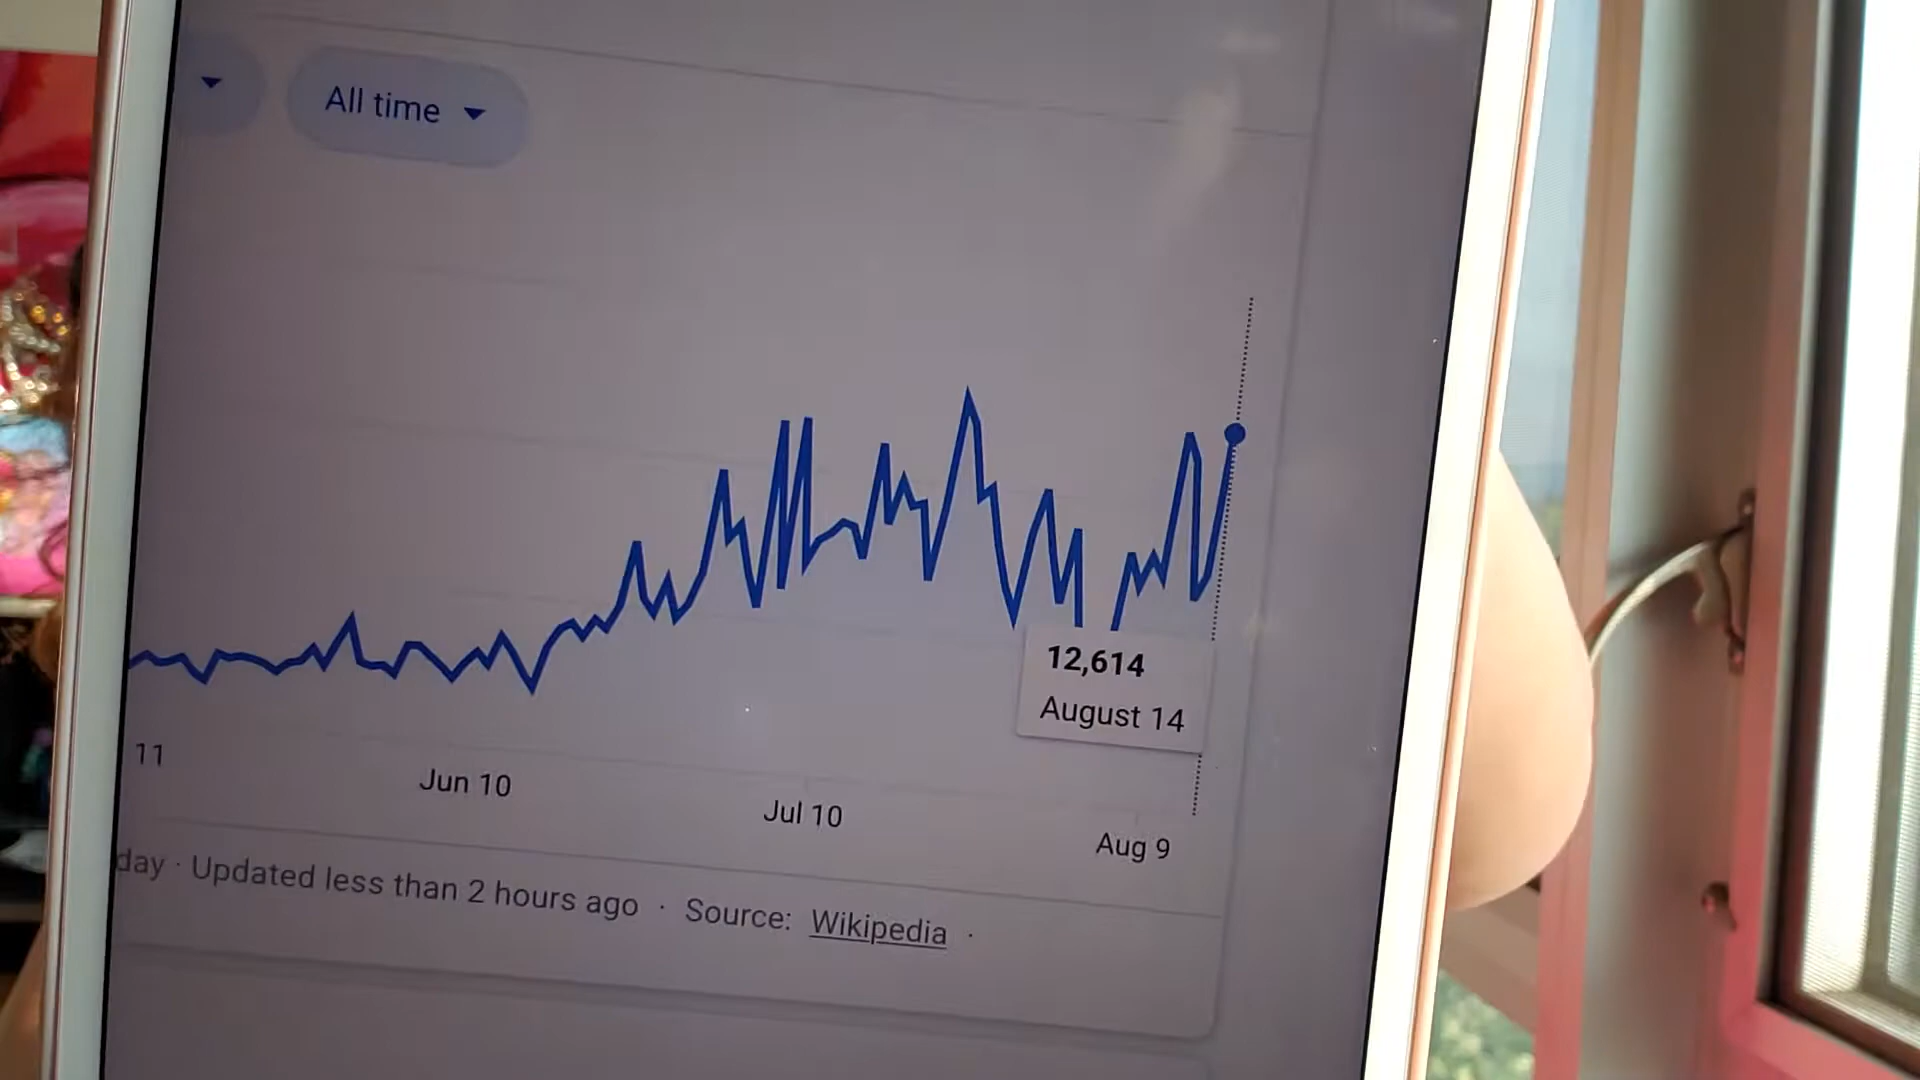 All time
12,614
August 14
11
Jun 10
Jul 10
Aug 9
day · Updated less than 2 hours ago · Source: Wikipedia ·